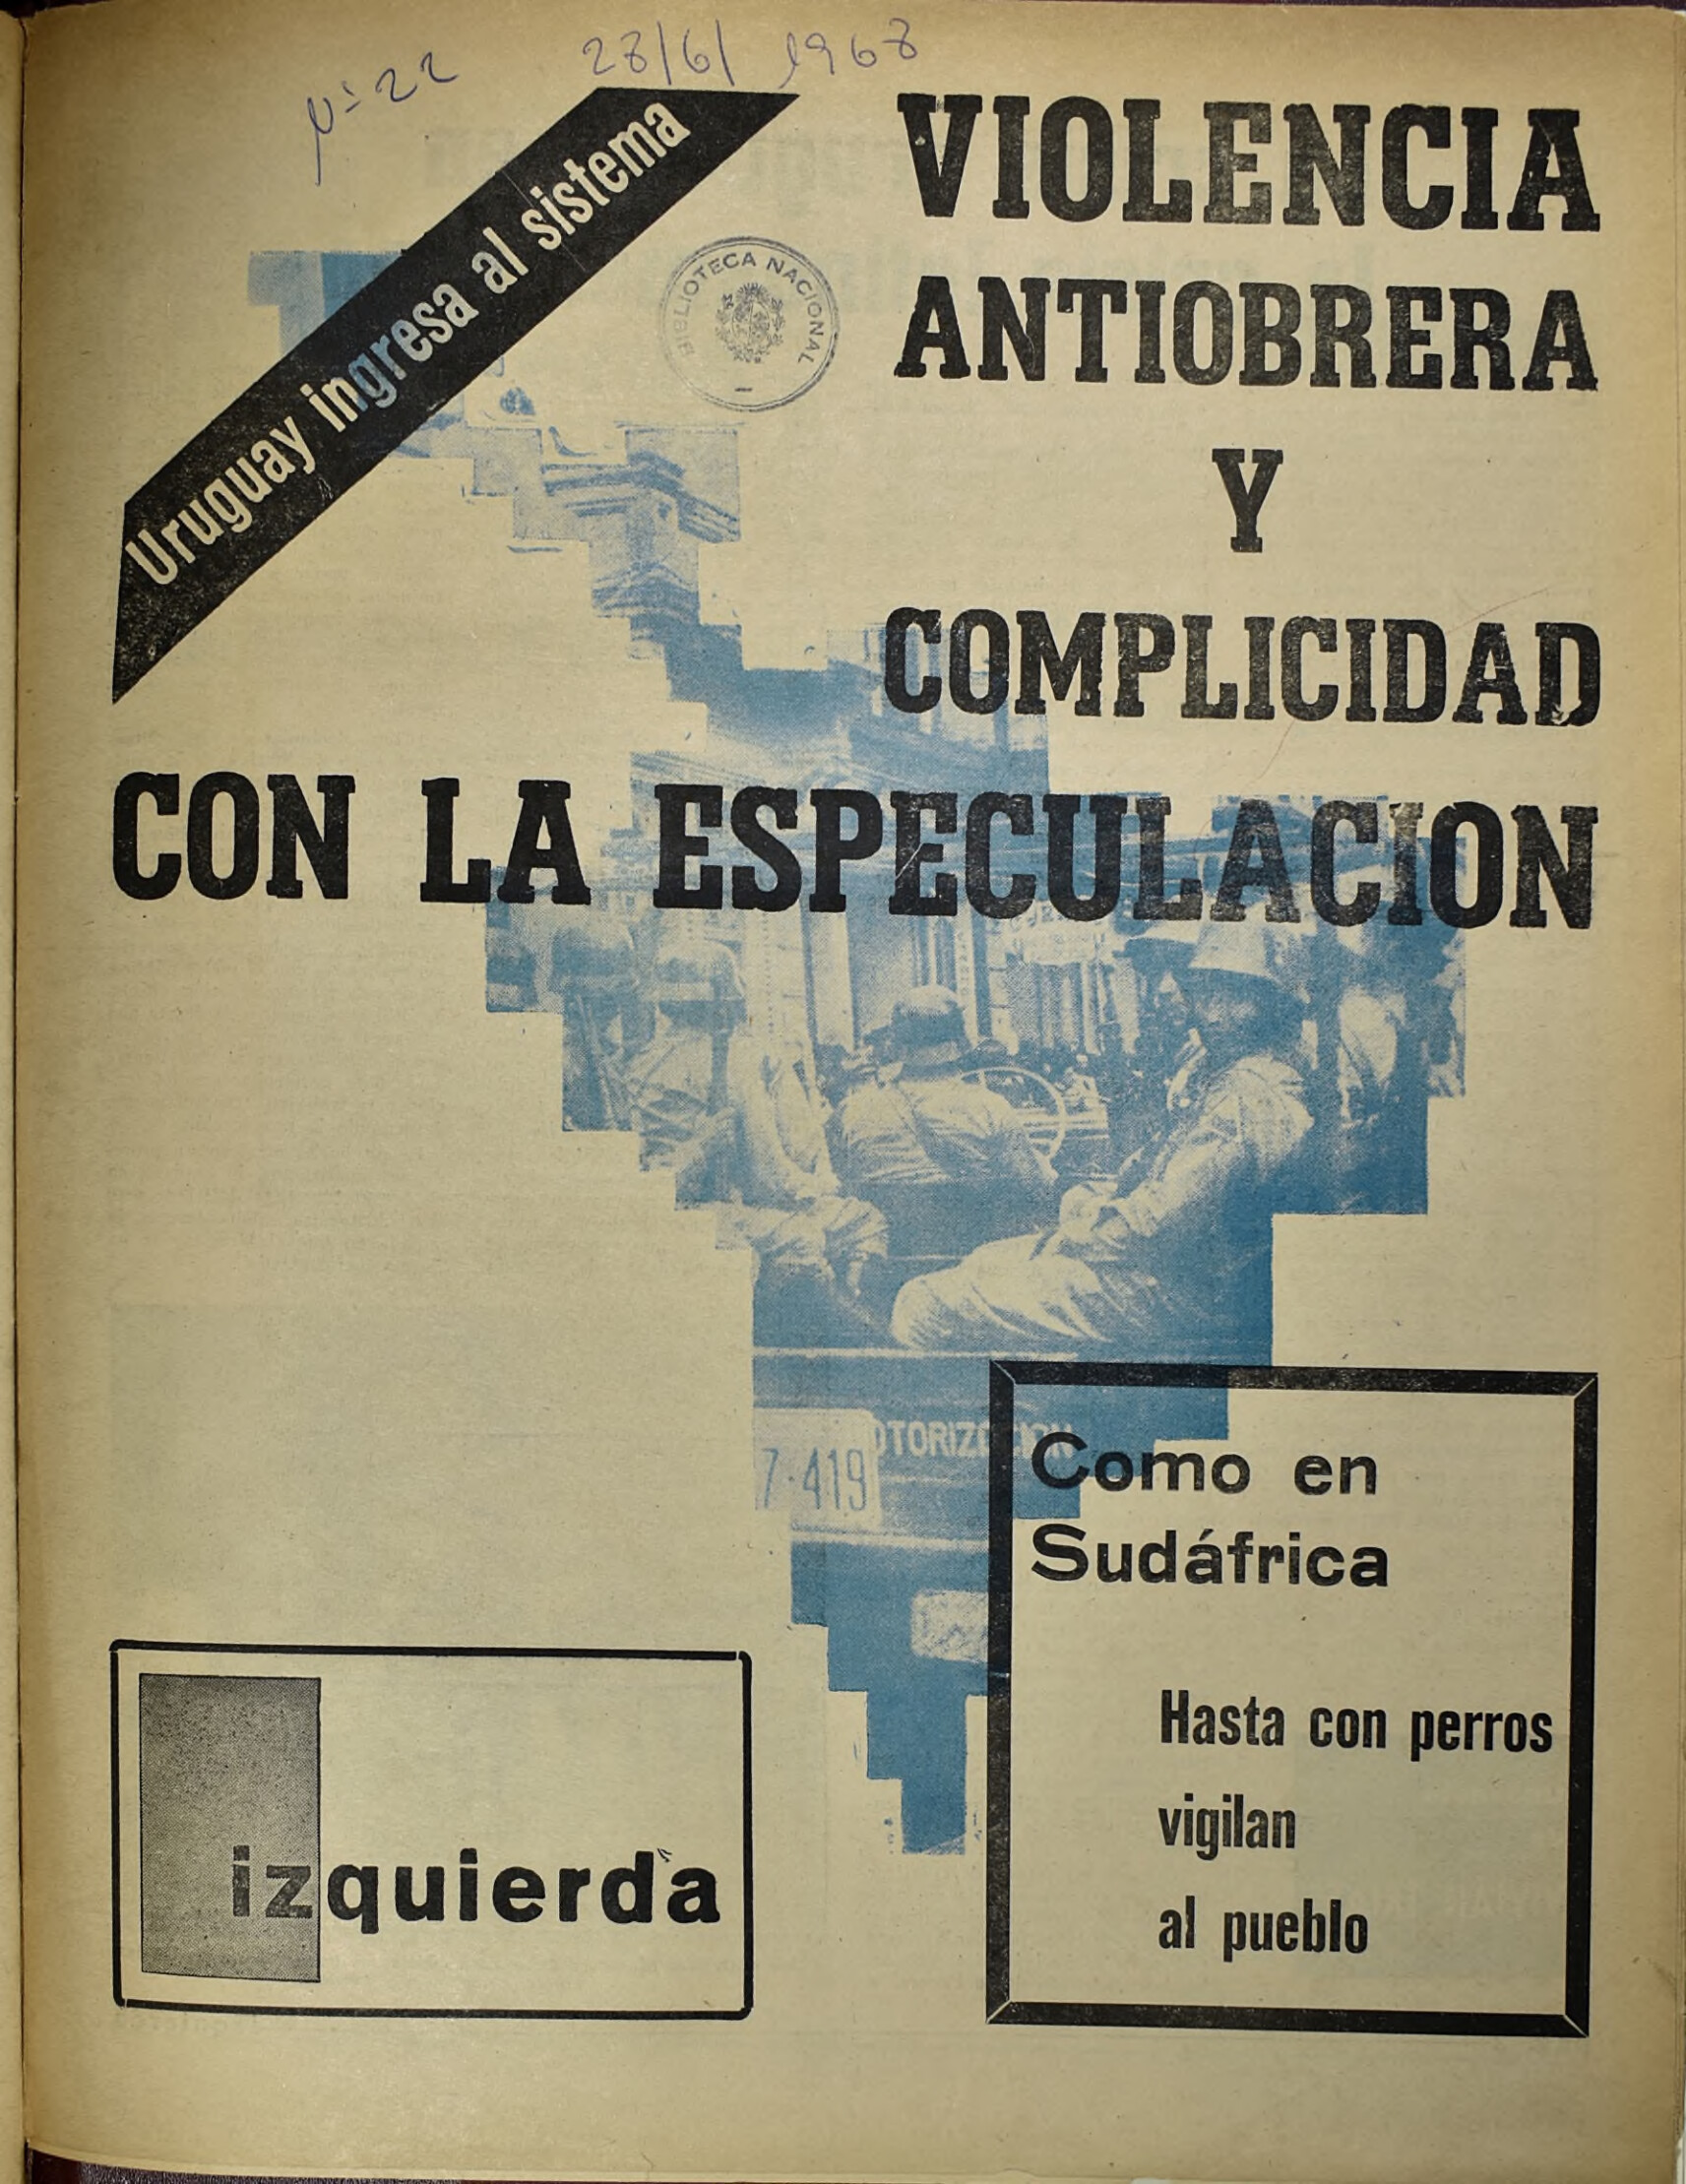 Nº 22
28/6/1968
Uruguay ingresa al sistema
VIOLENCIA
ANTIOBRERA
Y
COMPLICIDAD
CON LA ESPECULACION
BIBLIOTECA NACIONAL
7-419
Como en
Sudáfrica
Hasta con perros
vigilan
al pueblo
izquierda